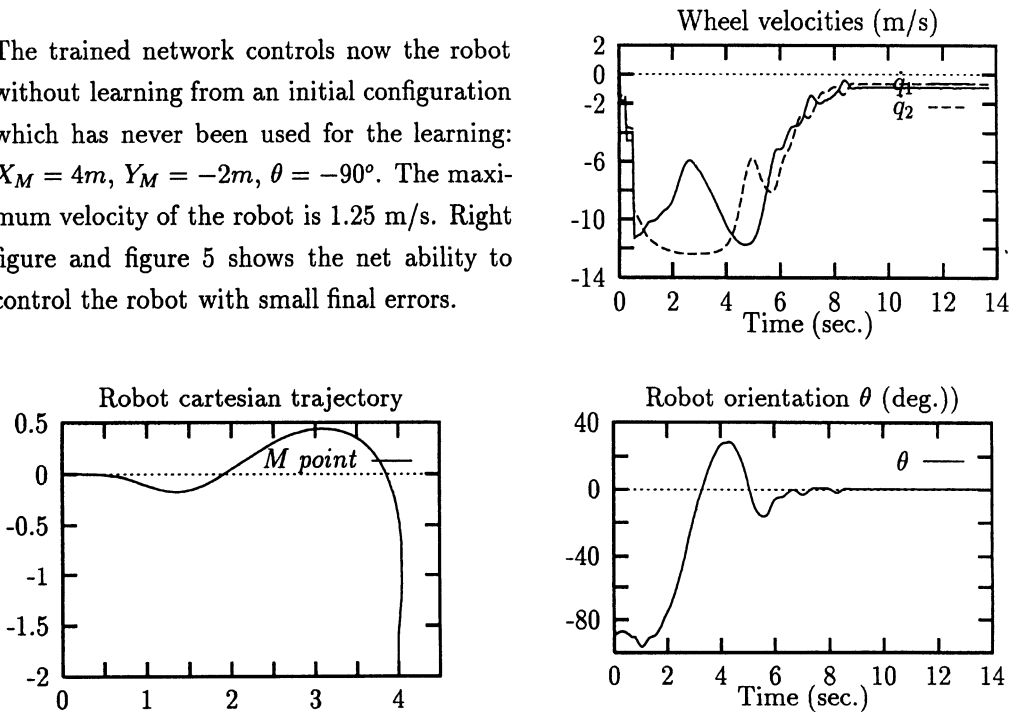 The trained network controls now the robot
without learning from an initial configuration
which has never been used for the learning:
X_M = 4m, Y_M = −2m, θ = −90°. The maxi-
mum velocity of the robot is 1.25 m/s. Right
figure and figure 5 shows the net ability to
control the robot with small final errors.
Wheel velocities (m/s)
2
0
-2
-6
-10
-14
q̇1
q̇2
0 2 4 6 8 10 12 14
Time (sec.)
Robot cartesian trajectory
0.5
0
-0.5
-1
-1.5
-2
M point
0 1 2 3 4
Robot orientation θ (deg.))
40
0
-40
-80
θ
0 2 4 6 8 10 12 14
Time (sec.)